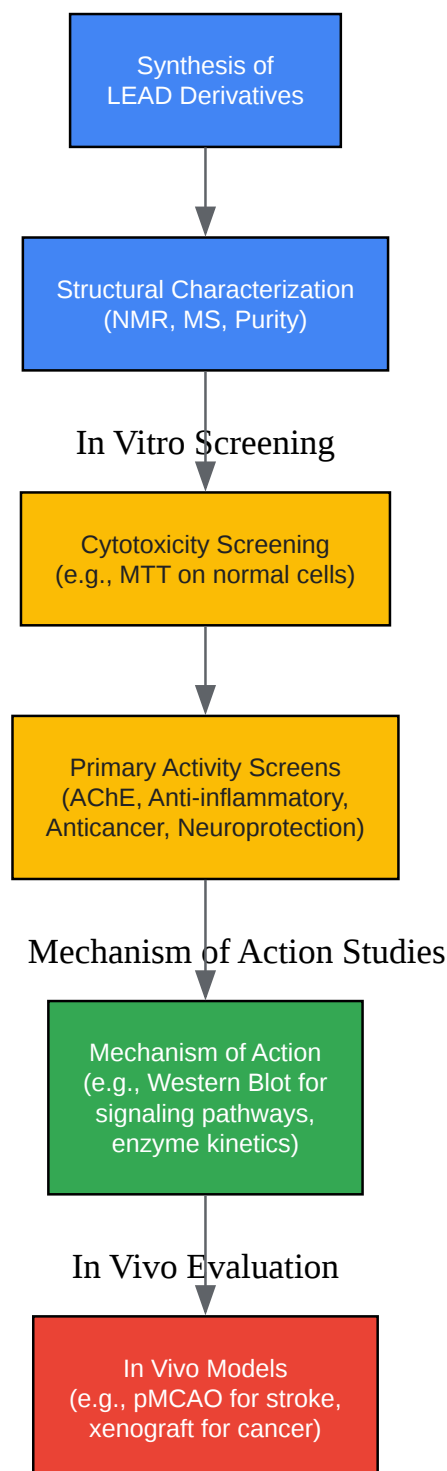 Synthesis of
LEAD Derivatives
Structural Characterization
(NMR, MS, Purity)
In Vitro Screening
Cytotoxicity Screening
(e.g., MTT on normal cells)
Primary Activity Screens
(AChE, Anti-inflammatory,
Anticancer, Neuroprotection)
Mechanism of Action Studies
Mechanism of Action
(e.g., Western Blot for
signaling pathways,
enzyme kinetics)
In Vivo Evaluation
In Vivo Models
(e.g., pMCAO for stroke,
xenograft for cancer)